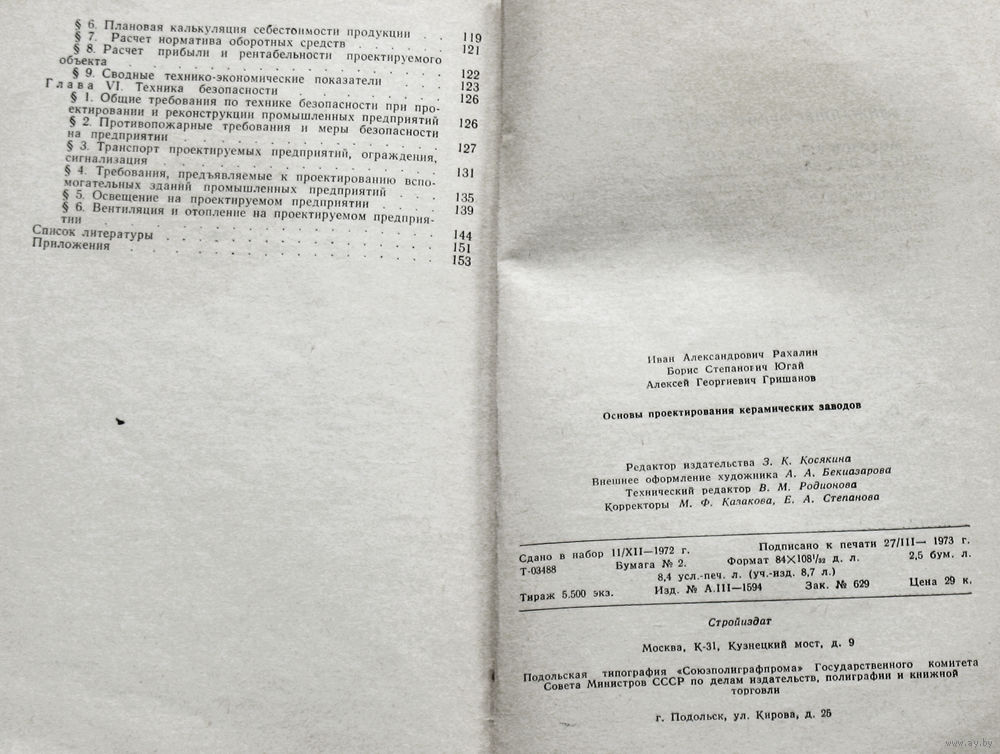 § 6. Плановая калькуляция себестоимости продукции . . 119
§ 7. Расчет норматива оборотных средств . . . . . 121
§ 8. Расчет прибыли и рентабельности проектируемого
объекта . . . . . . . . . . . . . . 122
§ 9. Сводные технико-экономические показатели . . . . 123
Глава VI. Техника безопасности . . . . . . . 126
§ 1. Общие требования по технике безопасности при про-
ектировании и реконструкции промышленных предприятий 126
§ 2. Противопожарные требования и меры безопасности
на предприятии . . . . . . . . . . . . 127
§ 3. Транспорт проектируемых предприятий, ограждения,
сигнализация . . . . . . . . . . . . . 131
§ 4. Требования, предъявляемые к проектированию вспо-
могательных зданий промышленных предприятий . . . 135
§ 5. Освещение на проектируемом предприятии . . . . 139
§ 6. Вентиляция и отопление на проектируемом предприя-
тии . . . . . . . . . . . . . . . 144
Список литературы . . . . . . . . . . . . 151
Приложения . . . . . . . . . . . . . . 153
Иван Александрович Рахалин
Борис Степанович Югай
Алексей Георгиевич Гришанов
Основы проектирования керамических заводов
Редактор издательства З. К. Косякина
Внешнее оформление художника А. А. Бекназарова
Технический редактор В. М. Родионова
Корректоры М. Ф. Казакова, Е. А. Степанова
Сдано в набор 11/XII—1972 г. Подписано к печати 27/III— 1973 г.
Т-03488 Бумага № 2. Формат 84×108¹/₃₂ д. л. 2,5 бум. л.
8,4 усл.-печ. л. (уч.-изд. 8,7 л.)
Тираж 5.500 экз. Изд. № А.III—1594 Зак. № 629 Цена 29 к.
Стройиздат
Москва, К-31, Кузнецкий мост, д. 9
Подольская типография «Союзполиграфпрома» Государственного комитета
Совета Министров СССР по делам издательств, полиграфии и книжной
торговли
г. Подольск, ул. Кирова, д. 25
www.ay.by